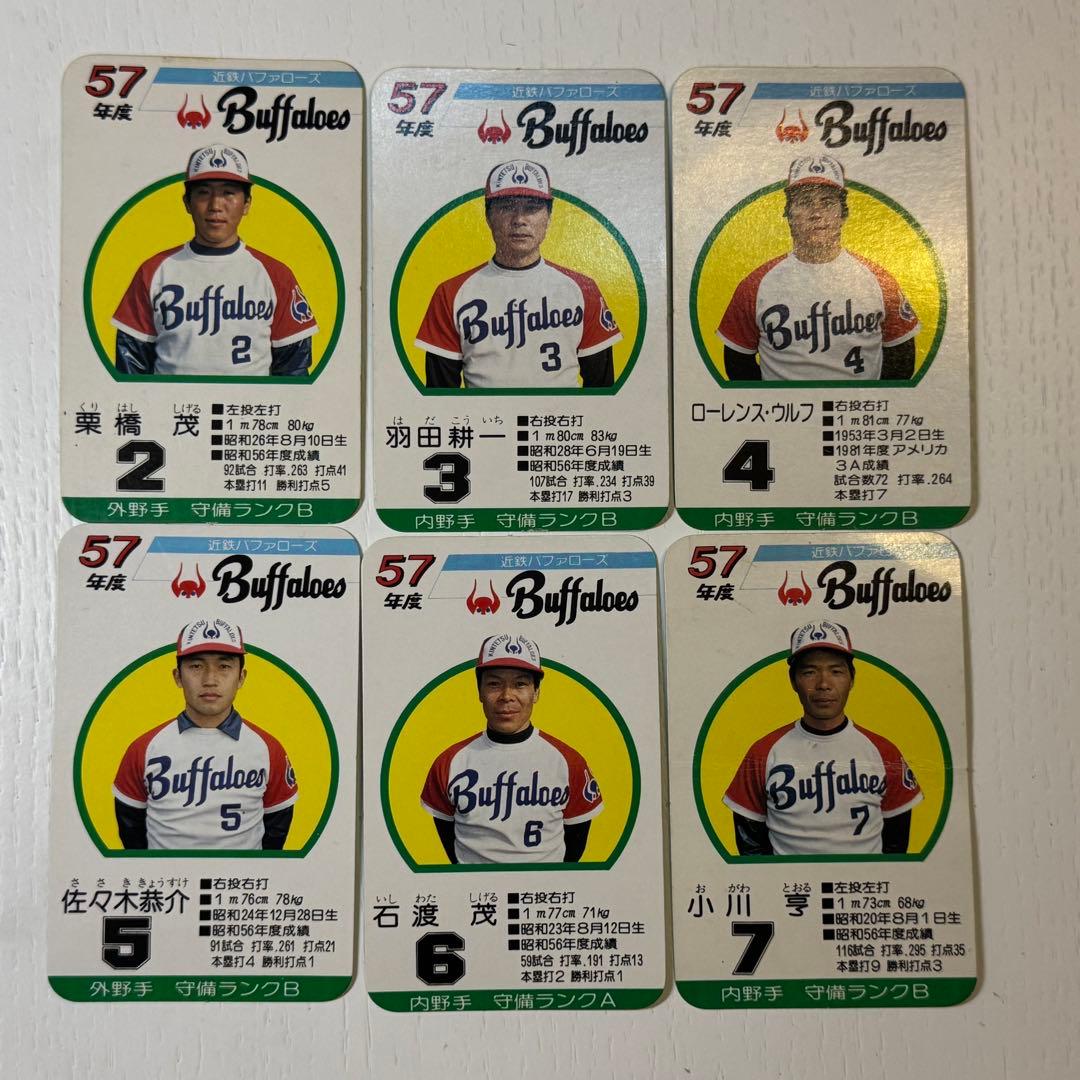 57
年度
近鉄バファローズ
Buffaloes
KINTETSU BUFFALOES
Buffaloes
2
くり はし しげる
栗橋 茂
2
■左投左打
■1m78cm 80kg
■昭和26年8月10日生
■昭和56年度成績
92試合 打率.263 打点41
本塁打11 勝利打点5
外野手 守備ランクB
57
年度
近鉄バファローズ
Buffaloes
KINTETSU BUFFALOES
Buffaloes
3
は だ こう いち
羽田耕一
3
■右投右打
■1m80cm 83kg
■昭和28年6月19日生
■昭和56年度成績
107試合 打率.234 打点39
本塁打17 勝利打点3
内野手 守備ランクB
57
年度
近鉄バファローズ
Buffaloes
KINTETSU BUFFALOES
Buffaloes
4
ローレンス・ウルフ
4
■右投右打
■1m81cm 77kg
■1953年3月2日生
■1981年度アメリカ
3A成績
試合数72 打率.264
本塁打7
内野手 守備ランクB
57
年度
近鉄バファローズ
Buffaloes
KINTETSU BUFFALOES
Buffaloes
5
さ さ き きょうすけ
佐々木恭介
5
■右投右打
■1m76cm 78kg
■昭和24年12月28日生
■昭和56年度成績
91試合 打率.261 打点21
本塁打4 勝利打点1
外野手 守備ランクB
57
年度
近鉄バファローズ
Buffaloes
KINTETSU BUFFALOES
Buffaloes
6
いし わた しげる
石渡 茂
6
■右投右打
■1m77cm 71kg
■昭和23年8月12日生
■昭和56年度成績
59試合 打率.191 打点13
本塁打2 勝利打点1
内野手 守備ランクA
57
年度
近鉄バファローズ
Buffaloes
KINTETSU BUFFALOES
Buffaloes
7
お がわ とおる
小川 亨
7
■左投左打
■1m73cm 68kg
■昭和20年8月1日生
■昭和56年度成績
116試合 打率.295 打点35
本塁打9 勝利打点3
内野手 守備ランクB